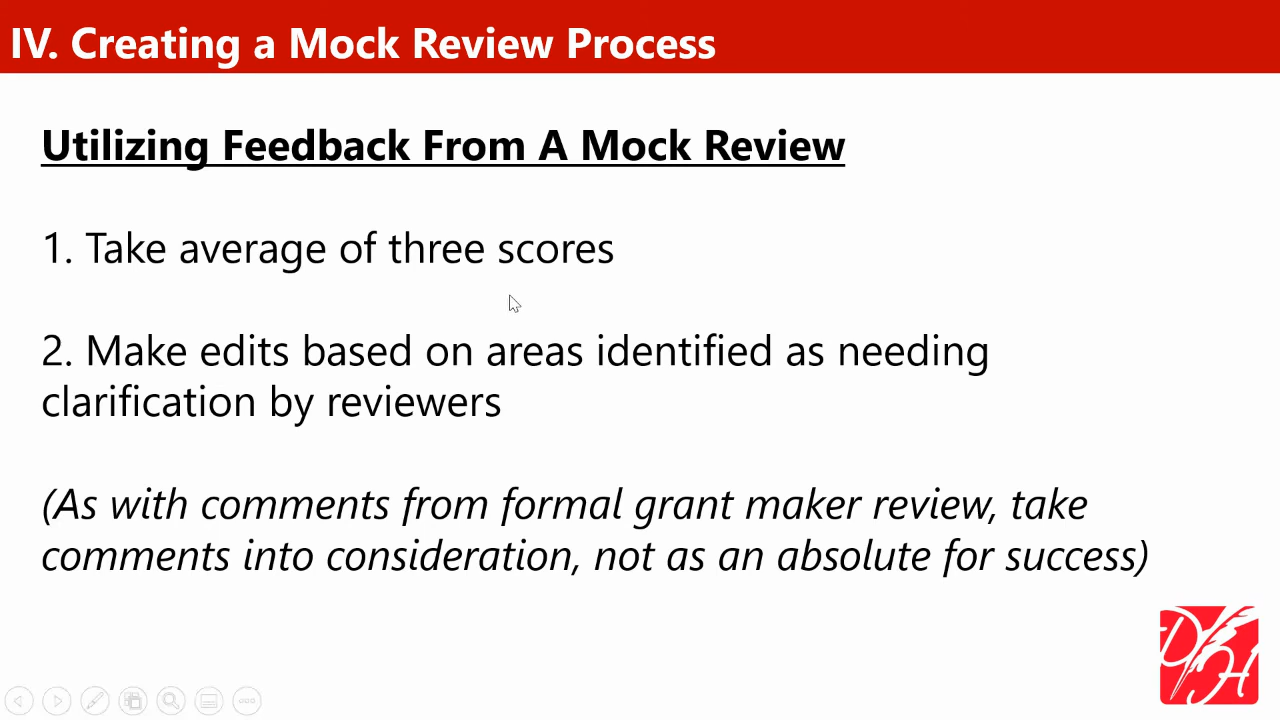 IV. Creating a Mock Review Process
Utilizing Feedback From A Mock Review
1. Take average of three scores
2. Make edits based on areas identified as needing
clarification by reviewers
(As with comments from formal grant maker review, take
comments into consideration, not as an absolute for success)
DH